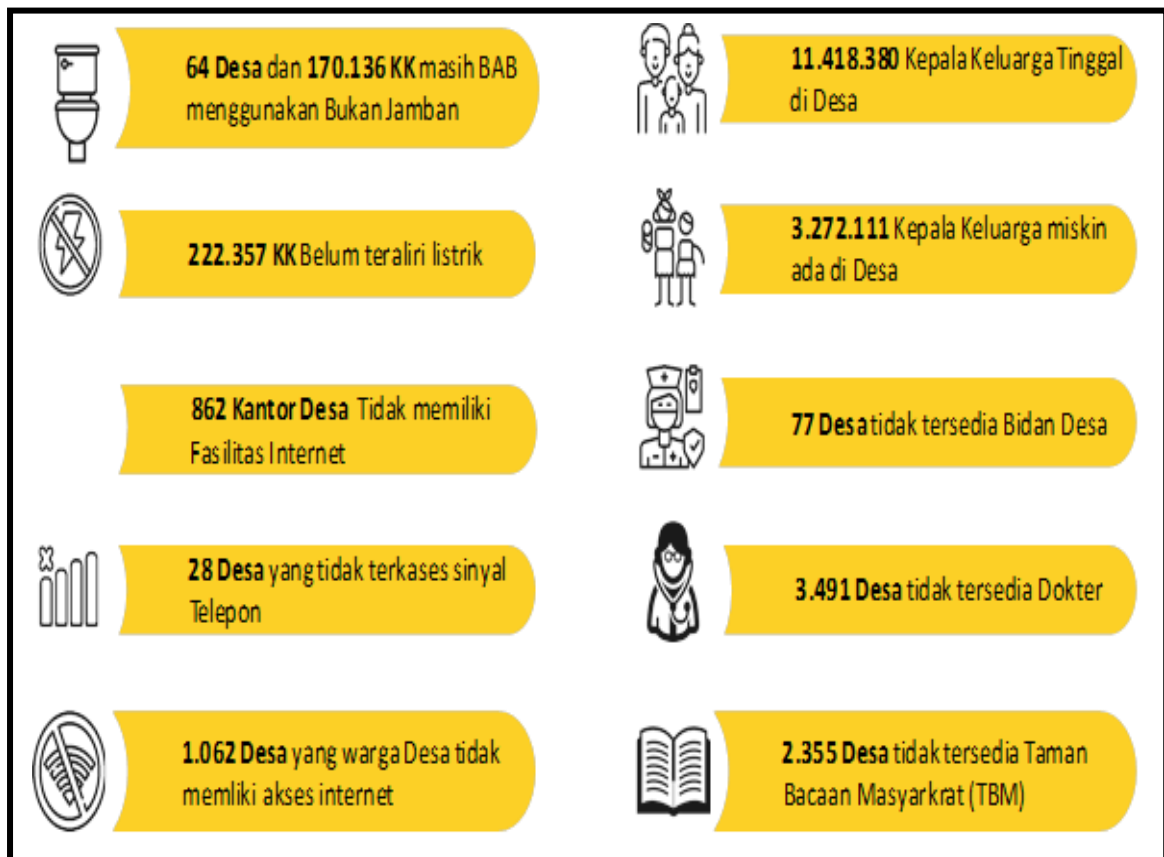 64 Desa dan 170.136 KK masih BAB
menggunakan Bukan Jamban
222.357 KK Belum teraliri listrik
862 Kantor Desa Tidak memiliki
Fasilitas Internet
28 Desa yang tidak terkases sinyal
Telepon
1.062 Desa yang warga Desa tidak
memliki akses internet
11.418.380 Kepala Keluarga Tinggal
di Desa
3.272.111 Kepala Keluarga miskin
ada di Desa
77 Desa tidak tersedia Bidan Desa
3.491 Desa tidak tersedia Dokter
2.355 Desa tidak tersedia Taman
Bacaan Masyarkrat (TBM)